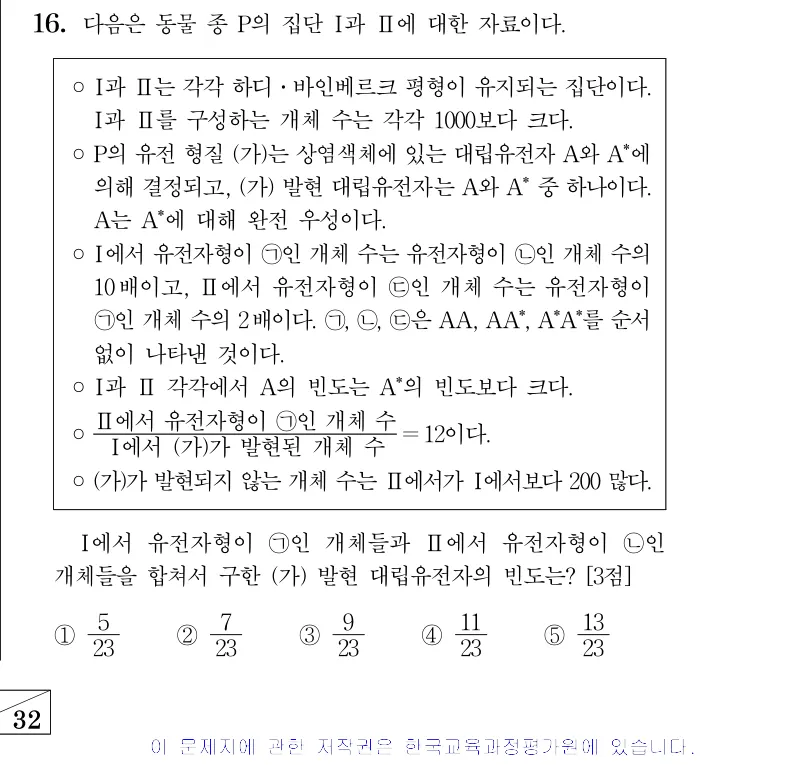 16. 다음은 동물 종 P의 집단 Ⅰ과 Ⅱ에 대한 자료이다.
○ Ⅰ과 Ⅱ는 각각 하디·바인베르크 평형이 유지되는 집단이다.
Ⅰ과 Ⅱ를 구성하는 개체 수는 각각 1000보다 크다.
○ P의 유전 형질 (가)는 상염색체에 있는 대립유전자 A와 A*에
의해 결정되고, (가) 발현 대립유전자는 A와 A* 중 하나이다.
A는 A*에 대해 완전 우성이다.
○ Ⅰ에서 유전자형이 ㉠인 개체 수는 유전자형이 ㉡인 개체 수의
10배이고, Ⅱ에서 유전자형이 ㉢인 개체 수는 유전자형이
㉠인 개체 수의 2배이다. ㉠, ㉡, ㉢은 AA, AA*, A*A*를 순서
없이 나타낸 것이다.
○ Ⅰ과 Ⅱ 각각에서 A의 빈도는 A*의 빈도보다 크다.
○ Ⅱ에서 유전자형이 ㉠인 개체 수
Ⅰ에서 (가)가 발현된 개체 수
=12이다.
○ (가)가 발현되지 않는 개체 수는 Ⅱ에서가 Ⅰ에서보다 200 많다.
Ⅰ에서 유전자형이 ㉠인 개체들과 Ⅱ에서 유전자형이 ㉡인
개체들을 합쳐서 구한 (가) 발현 대립유전자의 빈도는? [3점]
① 5/23 ② 7/23 ③ 9/23 ④ 11/23 ⑤ 13/23
32
이 문제지에 관한 저작권은 한국교육과정평가원에 있습니다.